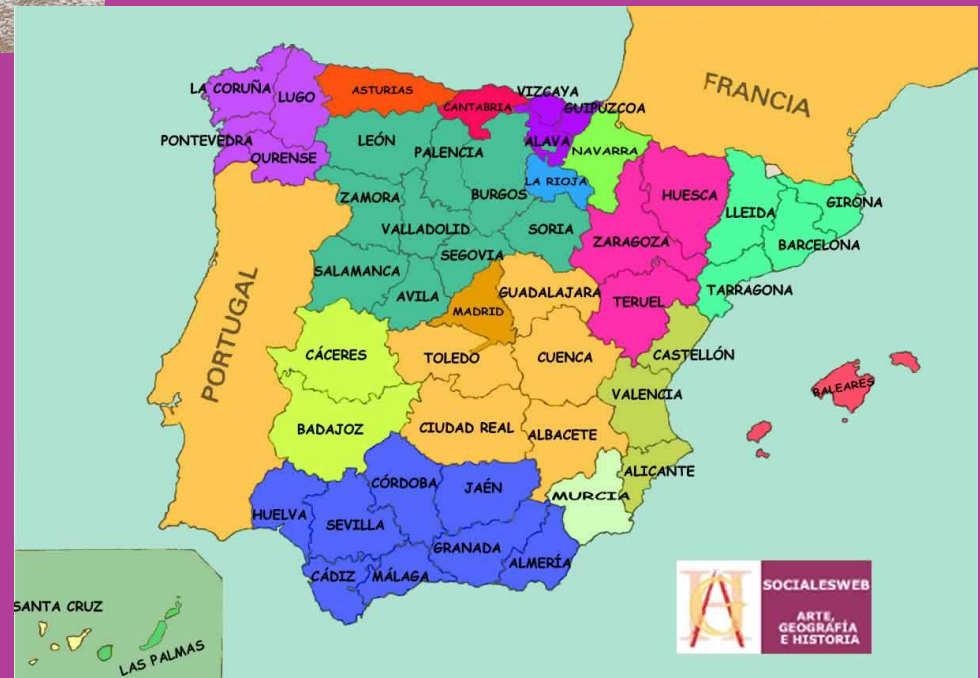 FRANCIA
VIZCAYA
LA CORUÑA
LUGO
ASTURIAS
CANTABRIA
GUIPUZCOA
PONTEVEDRA
OURENSE
LEÓN
PALENCIA
ALAVA
NAVARRA
LA RIOJA
BURGOS
HUESCA
ZAMORA
VALLADOLID
SORIA
LLEIDA
GIRONA
ZARAGOZA
BARCELONA
SEGOVIA
SALAMANCA
AVILA
GUADALAJARA
TARRAGONA
MADRID
TERUEL
PORTUGAL
CÁCERES
TOLEDO
CUENCA
CASTELLÓN
VALENCIA
BALEARES
BADAJOZ
CIUDAD REAL
ALBACETE
ALICANTE
CÓRDOBA
JAÉN
MURCIA
HUELVA
SEVILLA
GRANADA
ALMERÍA
CÁDIZ
MÁLAGA
SANTA CRUZ
LAS PALMAS
SOCIALESWEB
ARTE,
GEOGRAFÍA
E HISTORIA